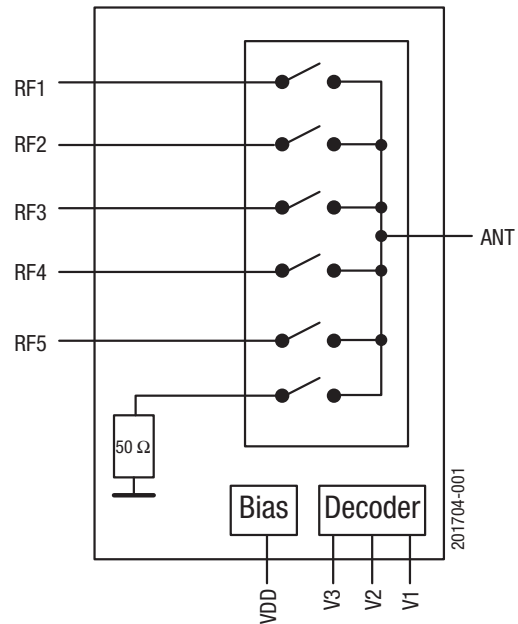 RF1
RF2
RF3
RF4
RF5
ANT
50 Ω
Bias
Decoder
VDD
V3
V2
V1
201704-001